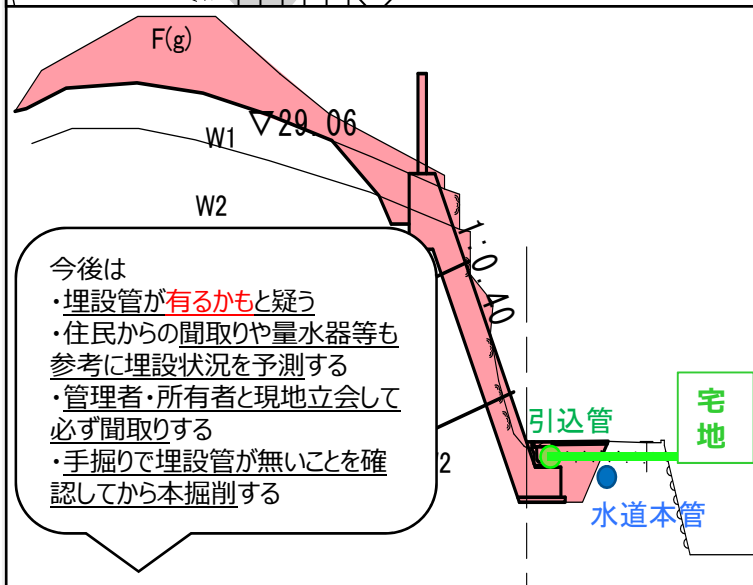 F(g)
▽29.06
W1
W2
1:0.40
今後は
・埋設管が有るかもと疑う
・住民からの聞取りや量水器等も
参考に埋設状況を予測する
・管理者・所有者と現地立会して
必ず聞取りする
・手掘りで埋設管が無いことを確
認してから本掘削する
引込管
宅
地
水道本管